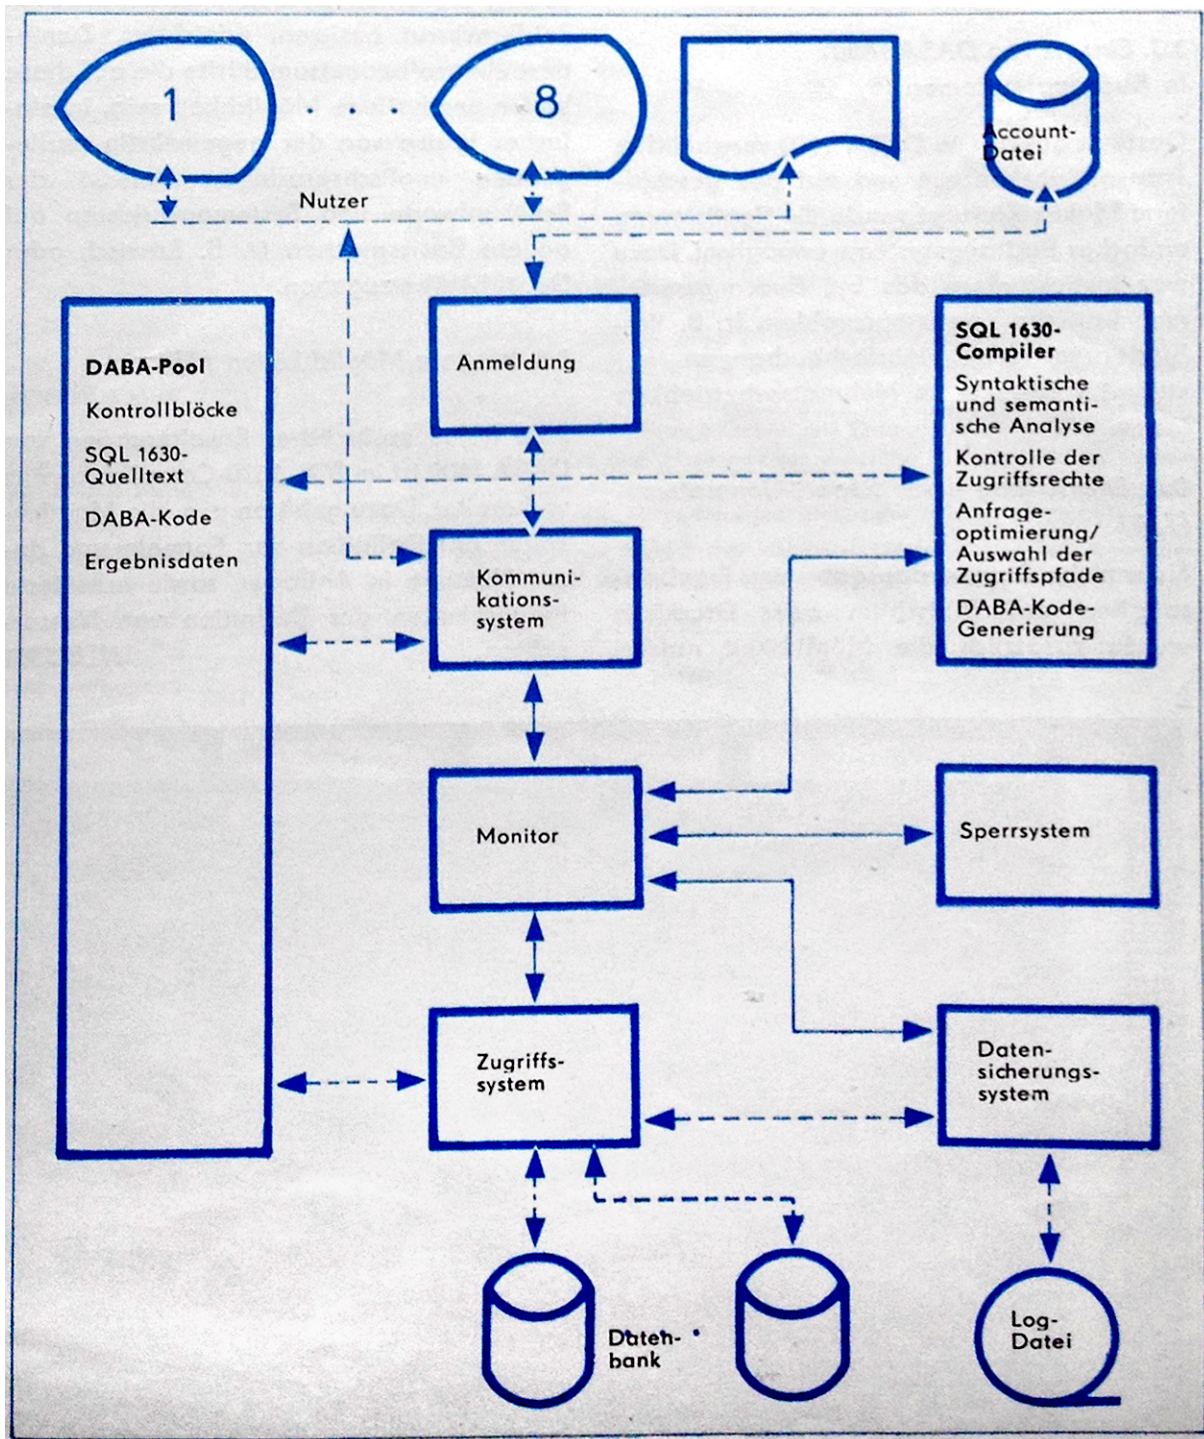 1
8
Account-
Datei
Nutzer
DABA-Pool
Kontrollblöcke
SQL 1630-
Quelltext
DABA-Kode
Ergebnisdaten
Anmeldung
SQL 1630-
Compiler
Syntaktische
und semanti-
sche Analyse
Kontrolle der
Zugriffsrechte
Anfrage-
optimierung/
Auswahl der
Zugriffspfade
DABA-Kode-
Generierung
Kommuni-
kations-
system
Monitor
Sperrsystem
Zugriffs-
system
Daten-
sicherungs-
system
Daten-
bank
Log-
Datei